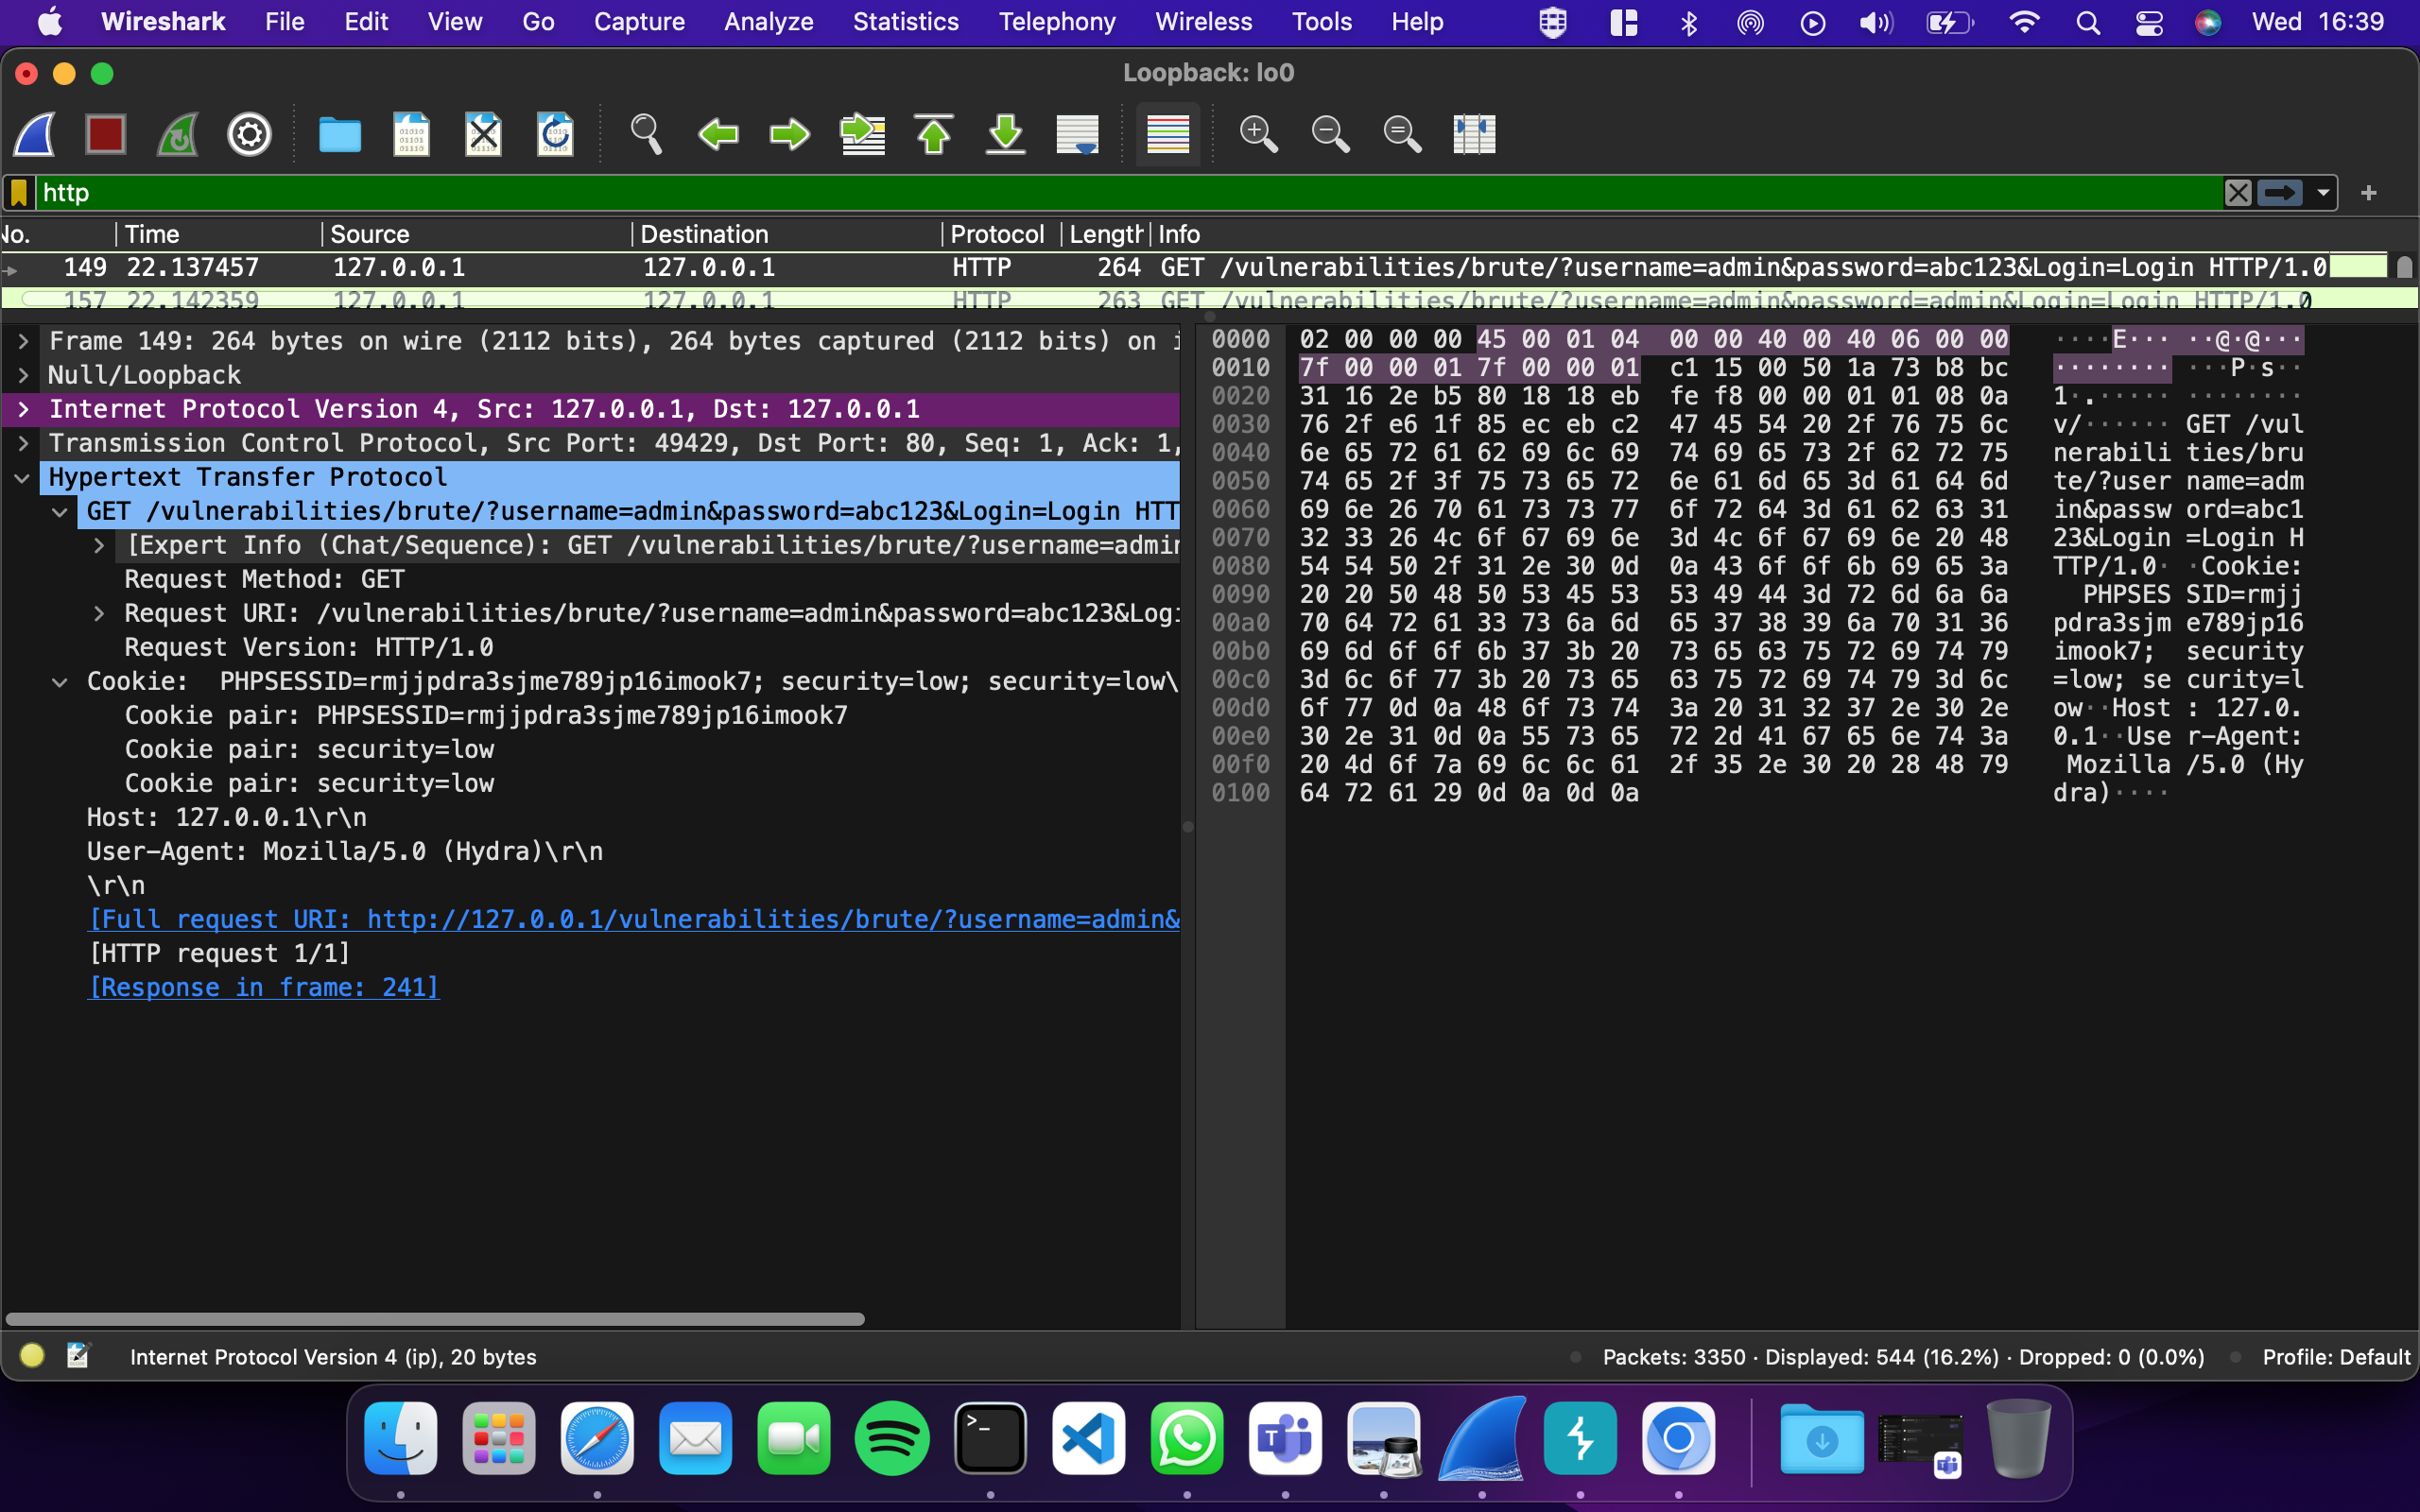 Wireshark File Edit View Go Capture Analyze Statistics Telephony Wireless Tools Help Wed 16:39
Loopback: lo0
http
No. Time Source Destination Protocol Length Info
149 22.137457 127.0.0.1 127.0.0.1 HTTP 264 GET /vulnerabilities/brute/?username=admin&password=abc123&Login=Login HTTP/1.0
157 22.142359 127.0.0.1 127.0.0.1 HTTP 263 GET /vulnerabilities/brute/?username=admin&password=admin&Login=Login HTTP/1.0
Frame 149: 264 bytes on wire (2112 bits), 264 bytes captured (2112 bits) on i
Null/Loopback
Internet Protocol Version 4, Src: 127.0.0.1, Dst: 127.0.0.1
Transmission Control Protocol, Src Port: 49429, Dst Port: 80, Seq: 1, Ack: 1,
Hypertext Transfer Protocol
GET /vulnerabilities/brute/?username=admin&password=abc123&Login=Login HTT
[Expert Info (Chat/Sequence): GET /vulnerabilities/brute/?username=admin
Request Method: GET
Request URI: /vulnerabilities/brute/?username=admin&password=abc123&Logi
Request Version: HTTP/1.0
Cookie:  PHPSESSID=rmjjpdra3sjme789jp16imook7; security=low; security=low\
Cookie pair: PHPSESSID=rmjjpdra3sjme789jp16imook7
Cookie pair: security=low
Cookie pair: security=low
Host: 127.0.0.1\r\n
User-Agent: Mozilla/5.0 (Hydra)\r\n
\r\n
[Full request URI: http://127.0.0.1/vulnerabilities/brute/?username=admin&
[HTTP request 1/1]
[Response in frame: 241]
0000 02 00 00 00 45 00 01 04 00 00 40 00 40 06 00 00 ····E··· ··@·@···
0010 7f 00 00 01 7f 00 00 01 c1 15 00 50 1a 73 b8 bc ········ ···P·s··
0020 31 16 2e b5 80 18 18 eb fe f8 00 00 01 01 08 0a 1·.····· ········
0030 76 2f e6 1f 85 ec eb c2 47 45 54 20 2f 76 75 6c v/······ GET /vul
0040 6e 65 72 61 62 69 6c 69 74 69 65 73 2f 62 72 75 nerabili ties/bru
0050 74 65 2f 3f 75 73 65 72 6e 61 6d 65 3d 61 64 6d te/?user name=adm
0060 69 6e 26 70 61 73 73 77 6f 72 64 3d 61 62 63 31 in&passw ord=abc1
0070 32 33 26 4c 6f 67 69 6e 3d 4c 6f 67 69 6e 20 48 23&Login =Login H
0080 54 54 50 2f 31 2e 30 0d 0a 43 6f 6f 6b 69 65 3a TTP/1.0· ·Cookie:
0090 20 20 50 48 50 53 45 53 53 49 44 3d 72 6d 6a 6a   PHPSES SID=rmjj
00a0 70 64 72 61 33 73 6a 6d 65 37 38 39 6a 70 31 36 pdra3sjm e789jp16
00b0 69 6d 6f 6f 6b 37 3b 20 73 65 63 75 72 69 74 79 imook7;  security
00c0 3d 6c 6f 77 3b 20 73 65 63 75 72 69 74 79 3d 6c =low; se curity=l
00d0 6f 77 0d 0a 48 6f 73 74 3a 20 31 32 37 2e 30 2e ow··Host : 127.0.
00e0 30 2e 31 0d 0a 55 73 65 72 2d 41 67 65 6e 74 3a 0.1··Use r-Agent:
00f0 20 4d 6f 7a 69 6c 6c 61 2f 35 2e 30 20 28 48 79  Mozilla /5.0 (Hy
0100 64 72 61 29 0d 0a 0d 0a dra)····
Internet Protocol Version 4 (ip), 20 bytes Packets: 3350 · Displayed: 544 (16.2%) · Dropped: 0 (0.0%) Profile: Default